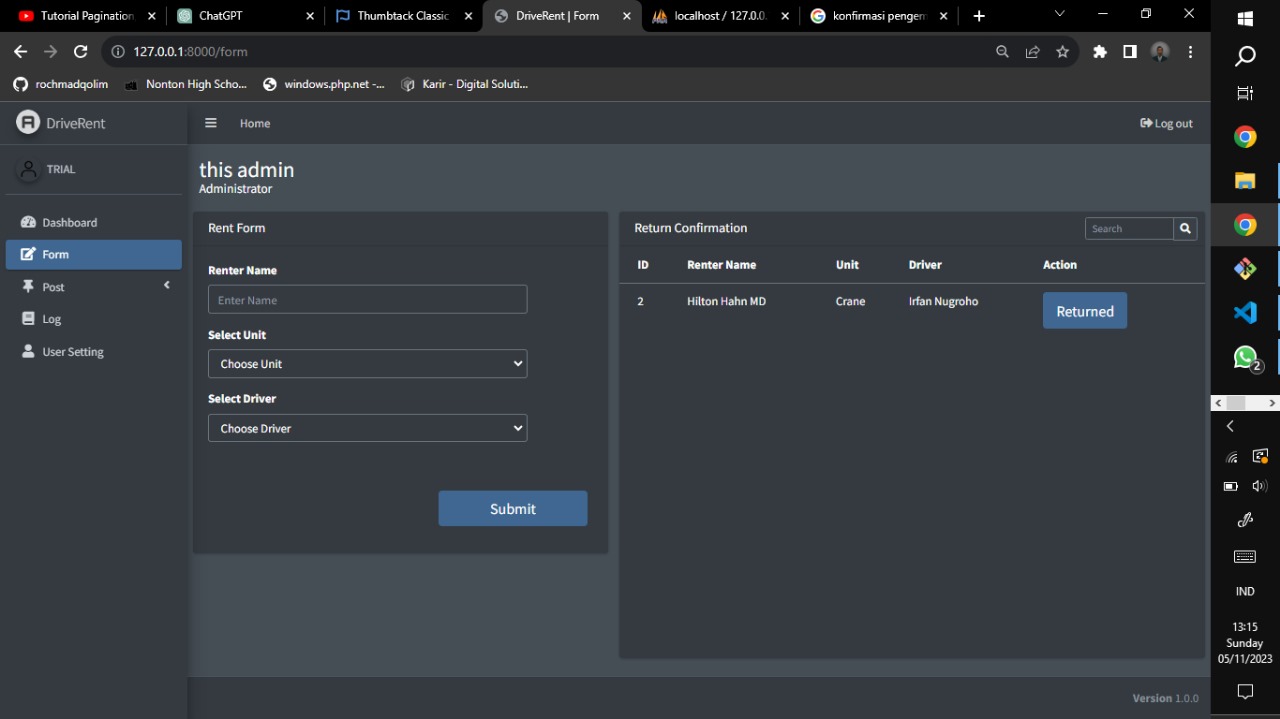 Tutorial Pagination
ChatGPT
Thumbtack Classic
DriveRent | Form
localhost / 127.0.0.
konfirmasi pengem
127.0.0.1:8000/form
rochmadqolim
Nonton High Scho...
windows.php.net -...
Karir - Digital Soluti...
DriveRent
Home
Log out
TRIAL
this admin
Administrator
Dashboard
Form
Post
Log
User Setting
Rent Form
Renter Name
Enter Name
Select Unit
Choose Unit
Select Driver
Choose Driver
Submit
Return Confirmation
Search
ID Renter Name Unit Driver Action
2 Hilton Hahn MD Crane Irfan Nugroho Returned
Version 1.0.0
2
IND
13:15
Sunday
05/11/2023